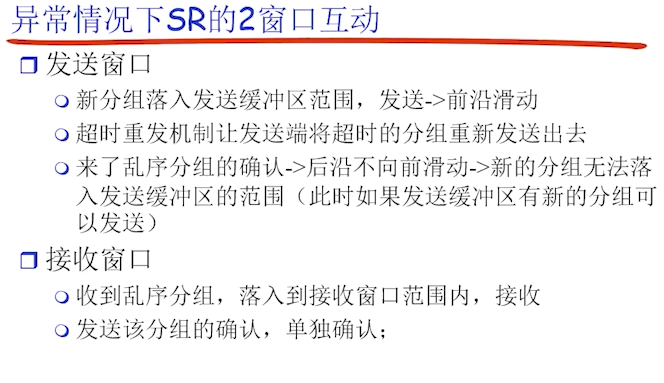 异常情况下SR的2窗口互动
发送窗口
新分组落入发送缓冲区范围，发送->前沿滑动
超时重发机制让发送端将超时的分组重新发送出去
来了乱序分组的确认->后沿不向前滑动->新的分组无法落
入发送缓冲区的范围（此时如果发送缓冲区有新的分组可
以发送）
接收窗口
收到乱序分组，落入到接收窗口范围内，接收
发送该分组的确认，单独确认；